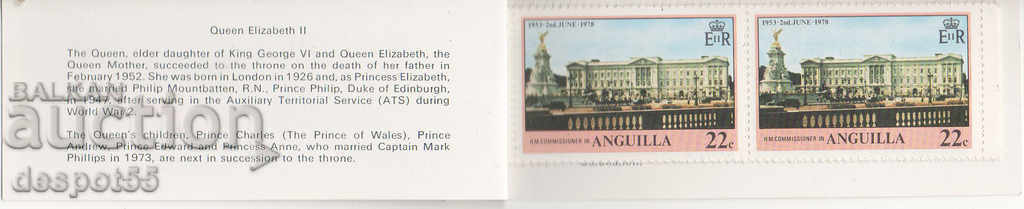 Queen Elizabeth II
The Queen, elder daughter of King George VI and Queen Elizabeth, the
Queen Mother, succeeded to the throne on the death of her father in
February 1952. She was born in London in 1926 and, as Princess Elizabeth,
she married Philip Mountbatten, R.N., Prince Philip, Duke of Edinburgh,
in 1947, after serving in the Auxiliary Territorial Service (ATS) during
World War 2.
The Queen's children, Prince Charles (The Prince of Wales), Prince
Andrew, Prince Edward and Princess Anne, who married Captain Mark
Phillips in 1973, are next in succession to the throne.
BALKAN
auction
despot55
1953·2nd.JUNE·1978
EIIR
H.M.COMMISSIONER IN ANGUILLA 22c
1953·2nd.JUNE·1978
EIIR
H.M.COMMISSIONER IN ANGUILLA 22c